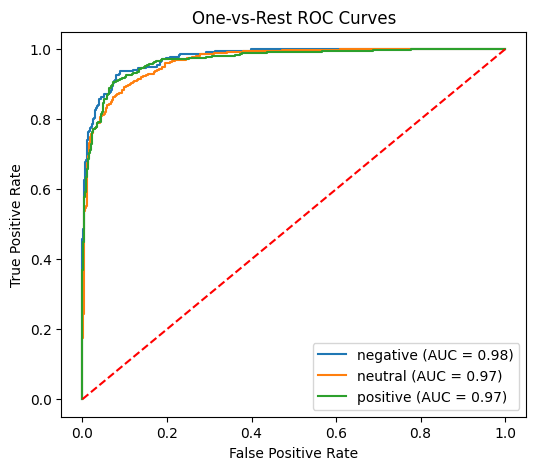 One-vs-Rest ROC Curves
True Positive Rate
1.0
0.8
0.6
0.4
0.2
0.0
negative (AUC = 0.98)
neutral (AUC = 0.97)
positive (AUC = 0.97)
0.0 0.2 0.4 0.6 0.8 1.0
False Positive Rate